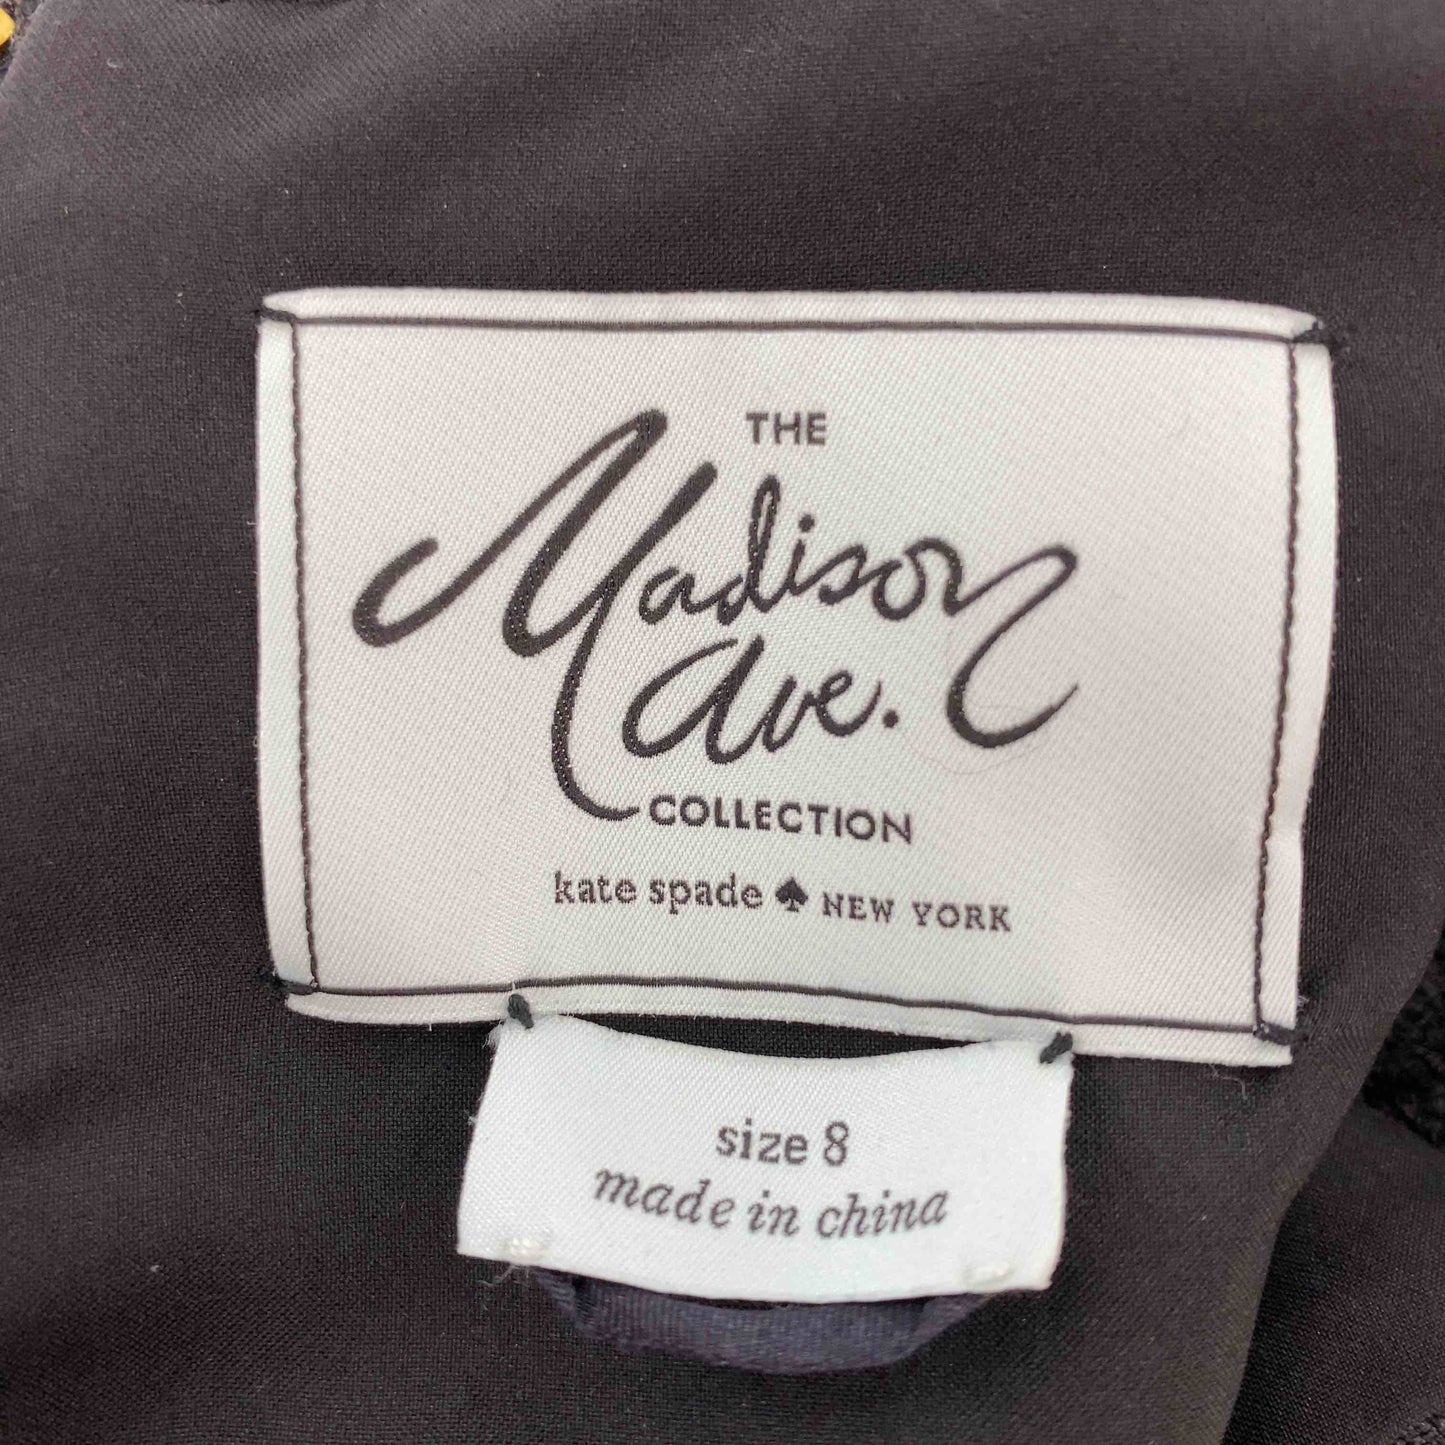 THE
Madison
Ave.
COLLECTION
kate spade ♠ NEW YORK
size 8
made in china